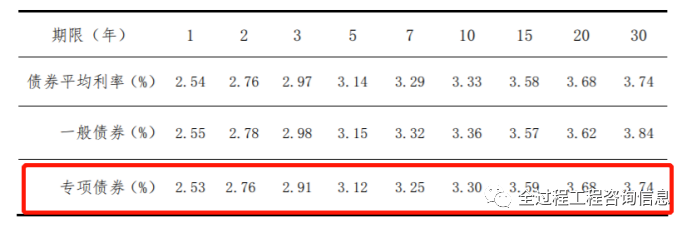 期限（年） 1 2 3 5 7 10 15 20 30
债券平均利率(%) 2.54 2.76 2.97 3.14 3.29 3.33 3.58 3.68 3.74
一般债券(%) 2.55 2.78 2.98 3.15 3.32 3.36 3.57 3.62 3.84
专项债券(%) 2.53 2.76 2.91 3.12 3.25 3.30 3.59 3.68 3.74
全过程工程咨询信息